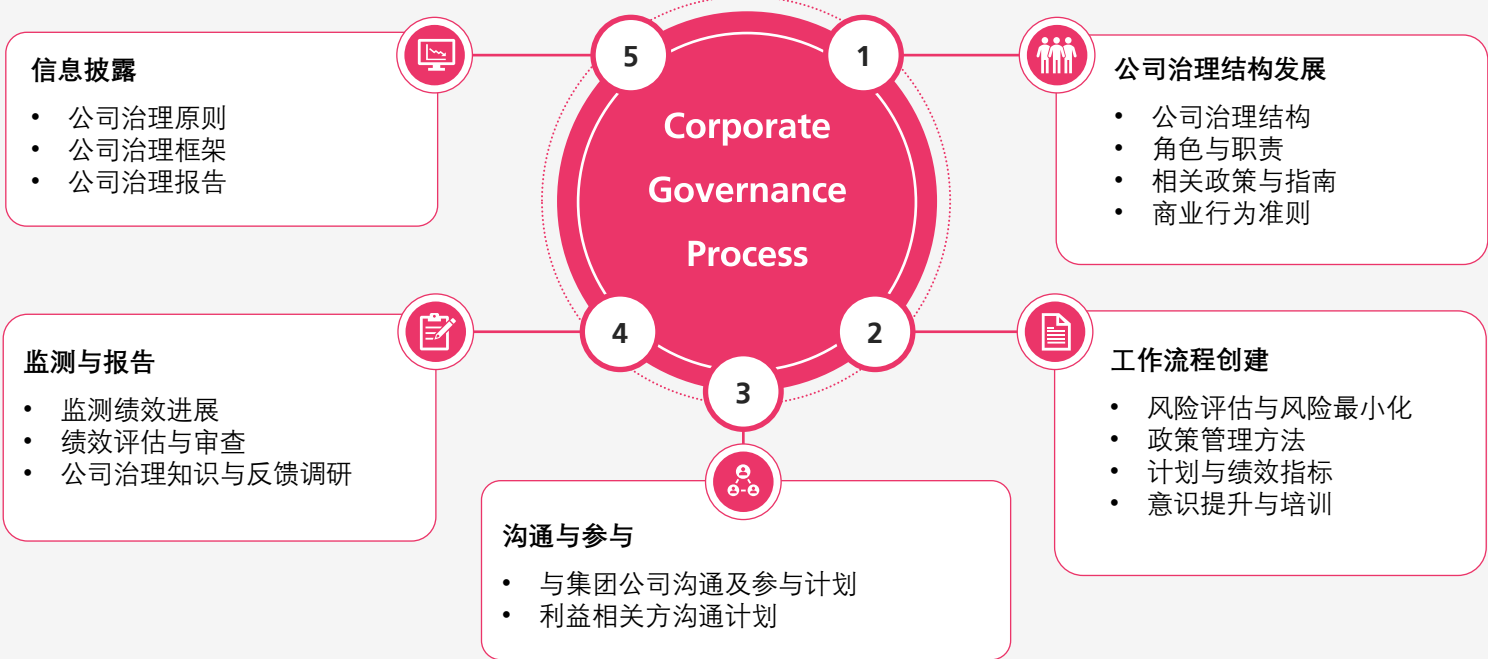 Corporate
Governance
Process
1
公司治理结构发展
• 公司治理结构
• 角色与职责
• 相关政策与指南
• 商业行为准则
2
工作流程创建
• 风险评估与风险最小化
• 政策管理方法
• 计划与绩效指标
• 意识提升与培训
3
沟通与参与
• 与集团公司沟通及参与计划
• 利益相关方沟通计划
4
监测与报告
• 监测绩效进展
• 绩效评估与审查
• 公司治理知识与反馈调研
5
信息披露
• 公司治理原则
• 公司治理框架
• 公司治理报告